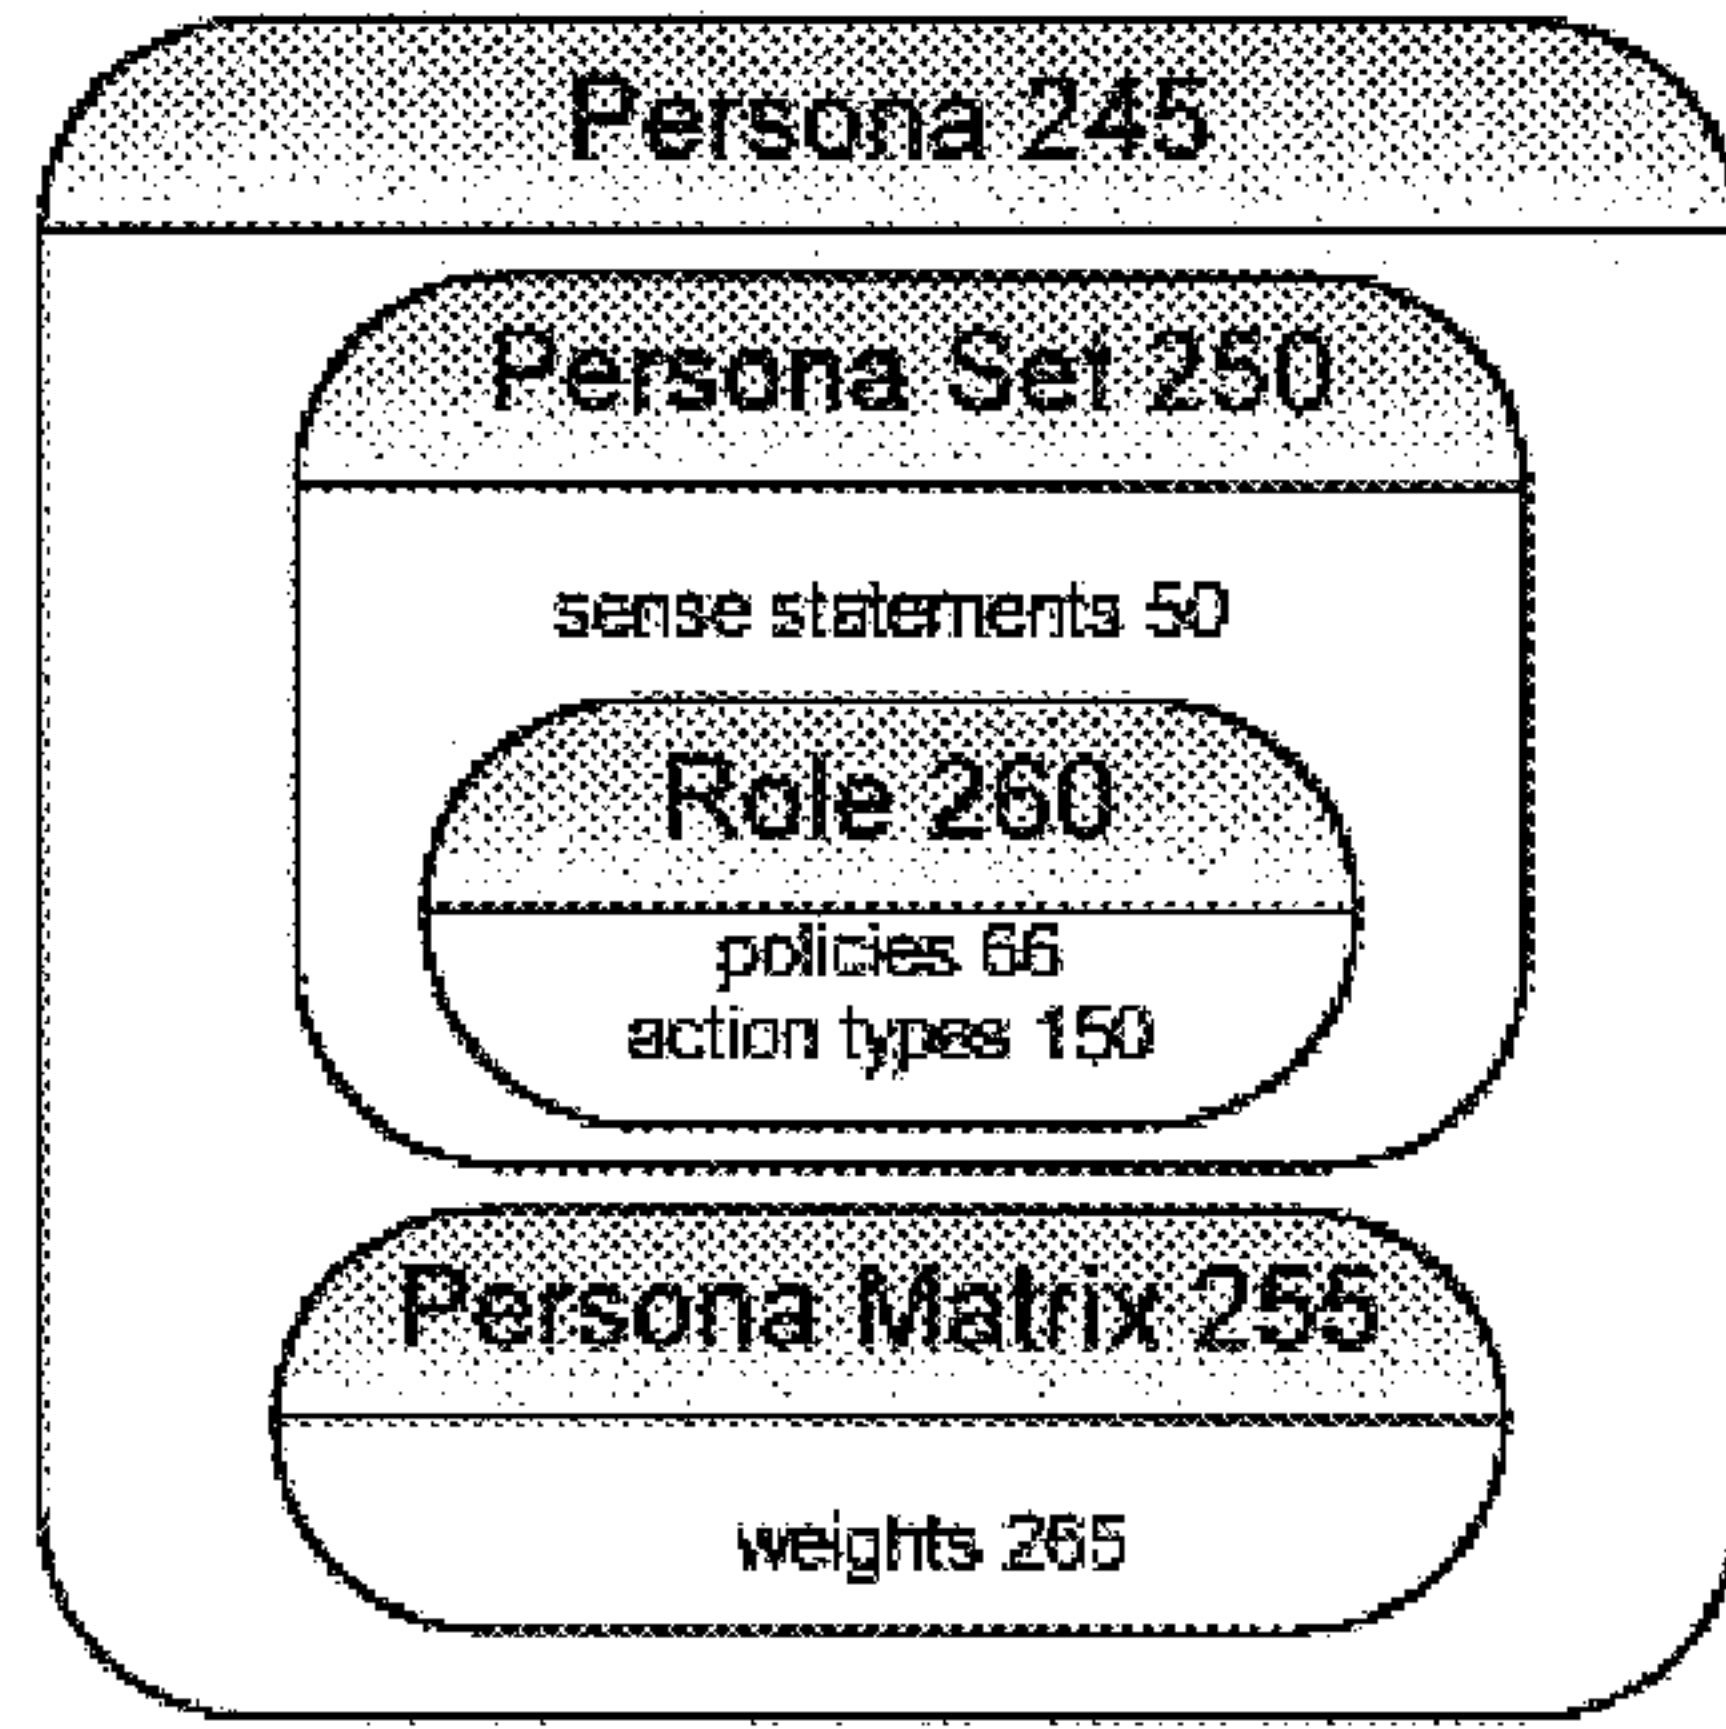 Persona 245
Persona Set 250
sense statements 50
Role 260
policies 66
action types 150
Persona Matrix 255
weights 265